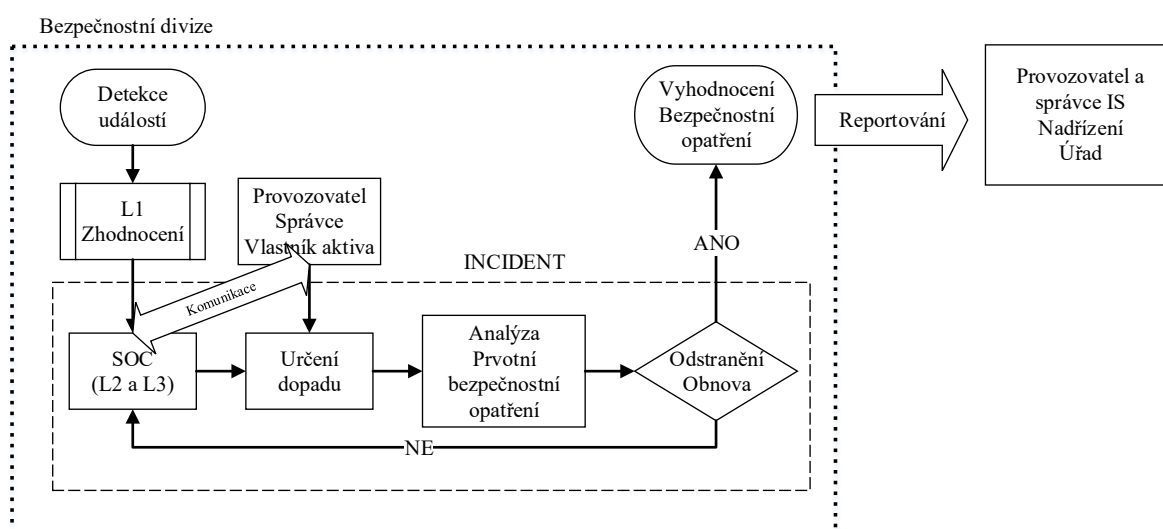 Bezpečnostní divize
Detekce
událostí
Vyhodnocení
Bezpečnostní
opatření
Reportování
Provozovatel a
správce IS
Nadřízení
Úřad
L1
Zhodnocení
Provozovatel
Správce
Vlastník aktiva
ANO
INCIDENT
Komunikace
SOC
(L2 a L3)
Určení
dopadu
Analýza
Prvotní
bezpečnostní
opatření
Odstranění
Obnova
NE